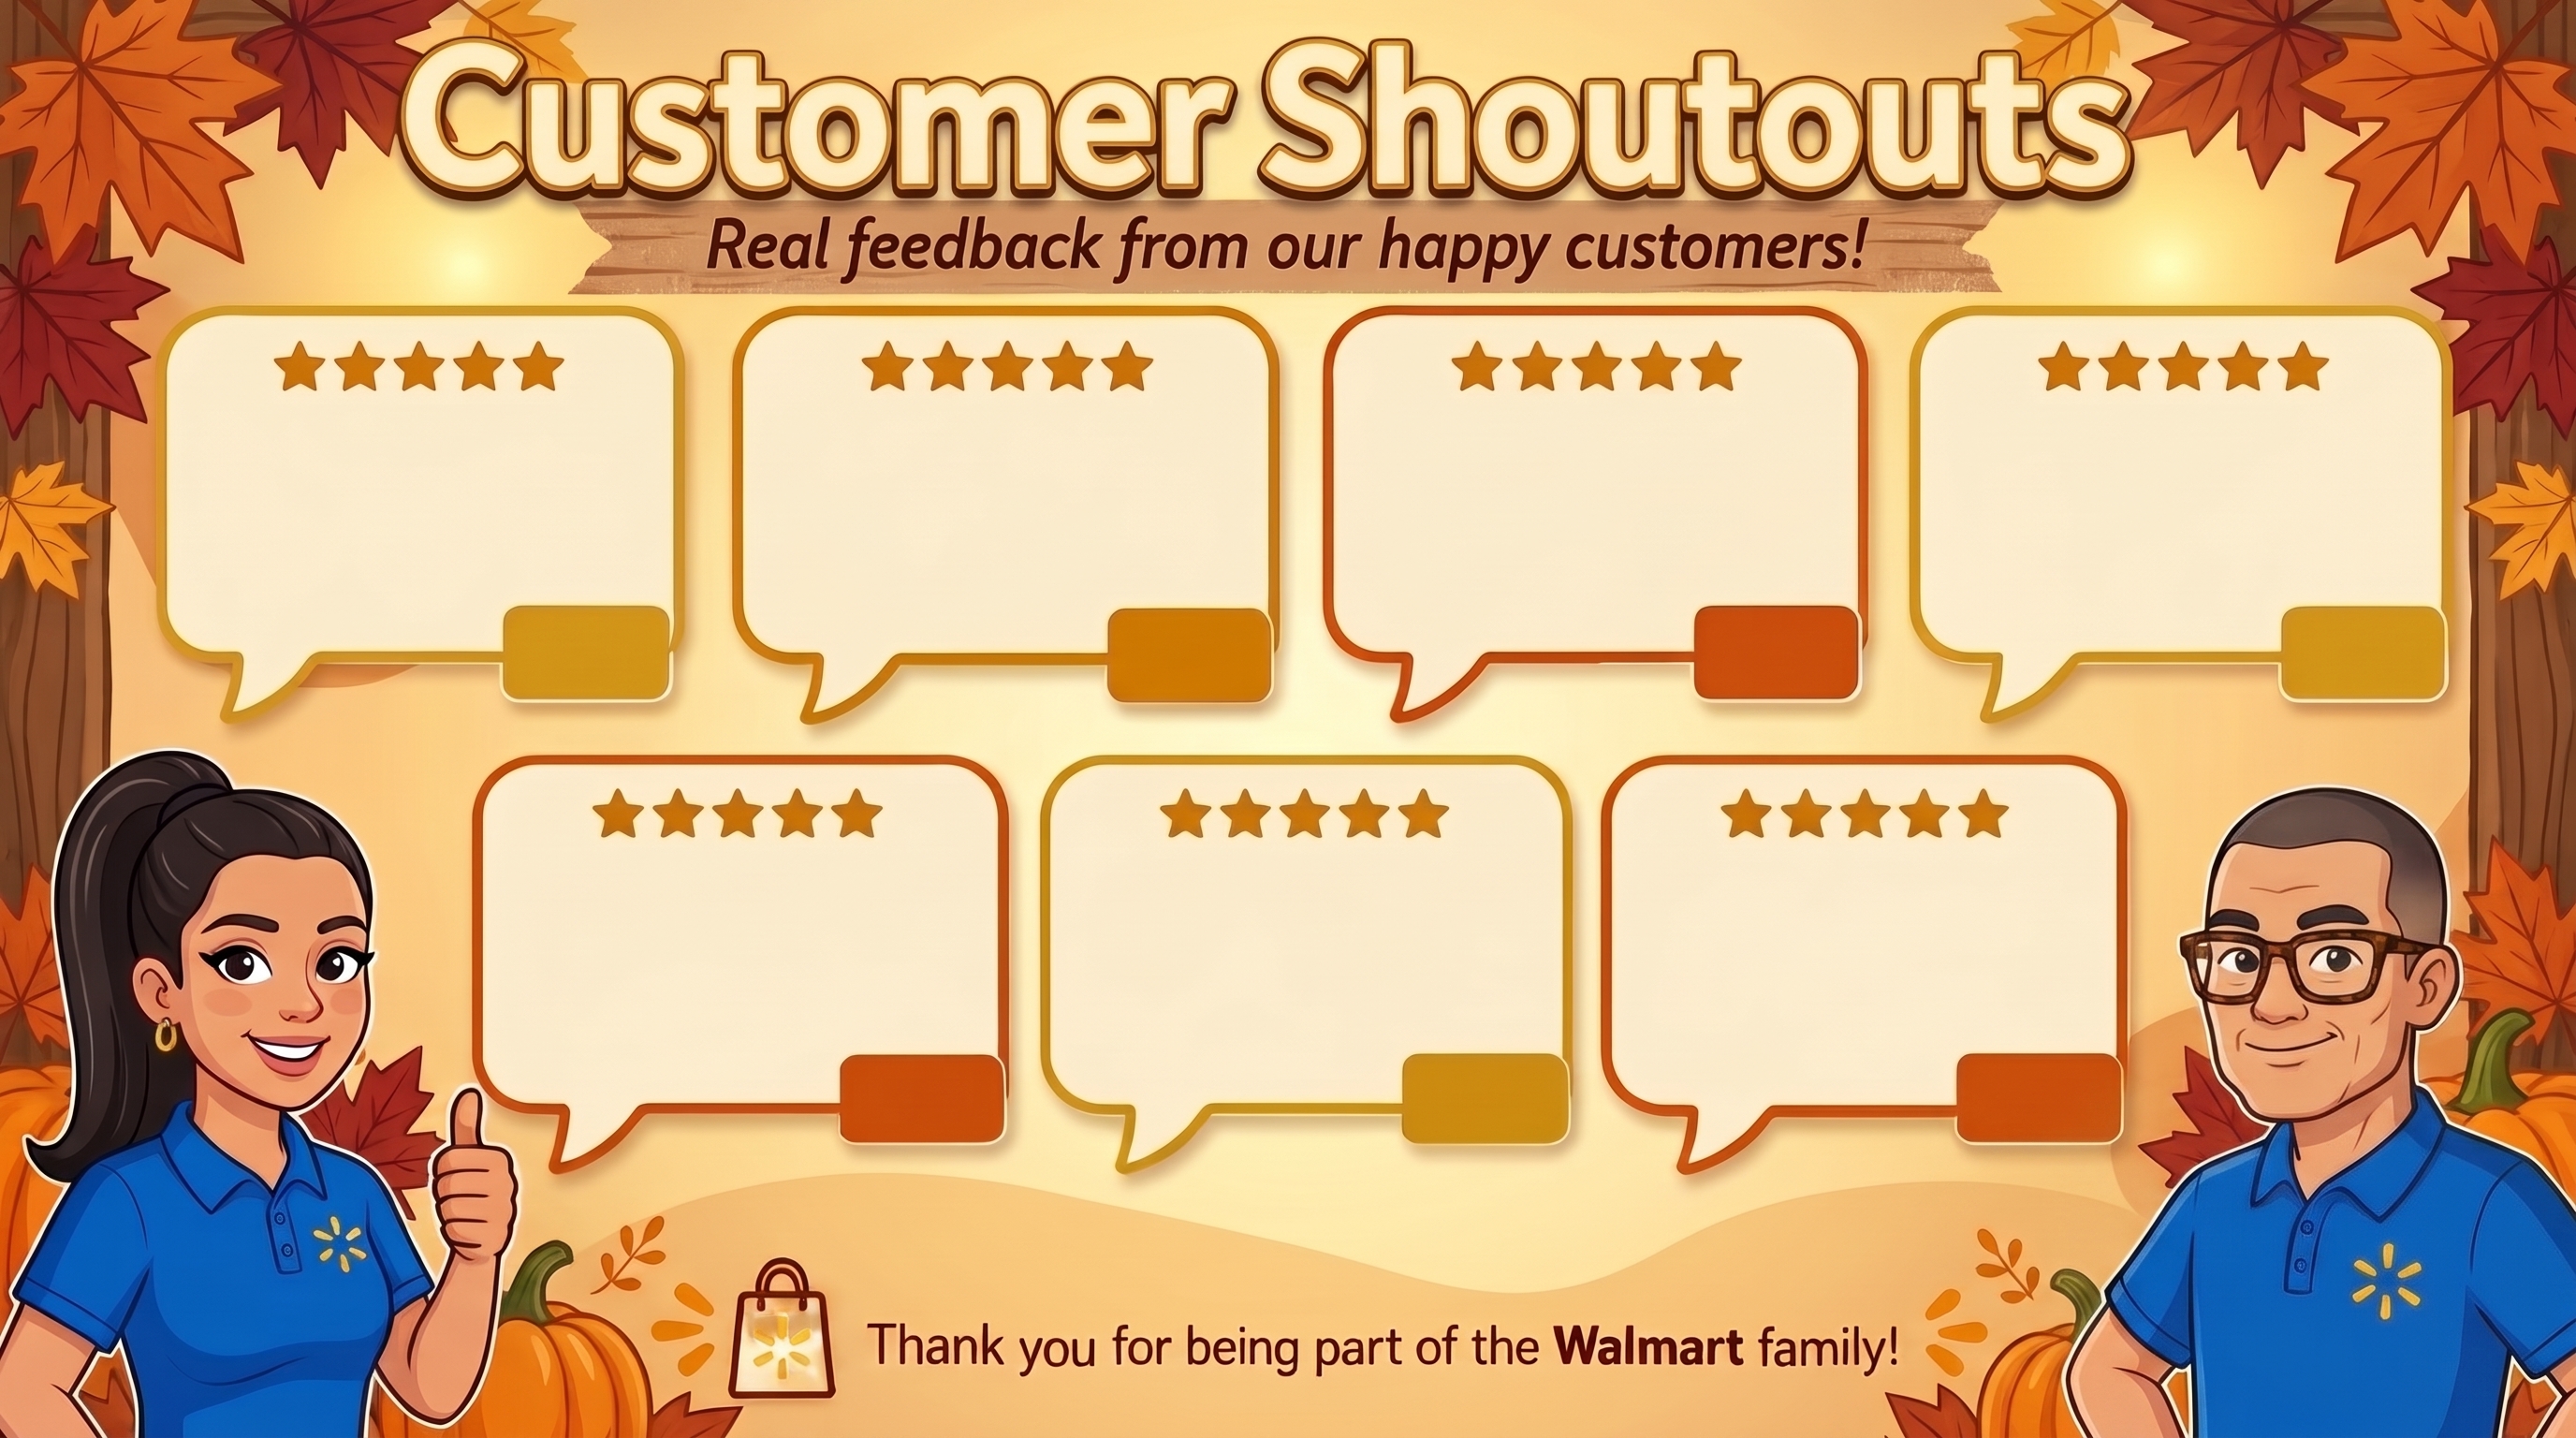 Customer Shoutouts
Real feedback from our happy customers!
Thank you for being part of the Walmart family!